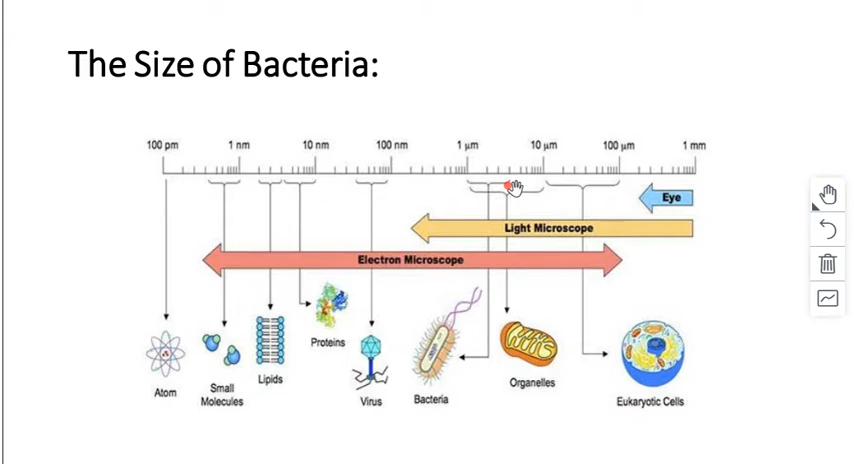 The Size of Bacteria:
100 pm 1 nm 10 nm 100 nm 1 µm 10 µm 100 µm 1 mm
Eye
Light Microscope
Electron Microscope
Atom
Small
Molecules
Lipids
Proteins
Virus
Bacteria
Organelles
Eukaryotic Cells